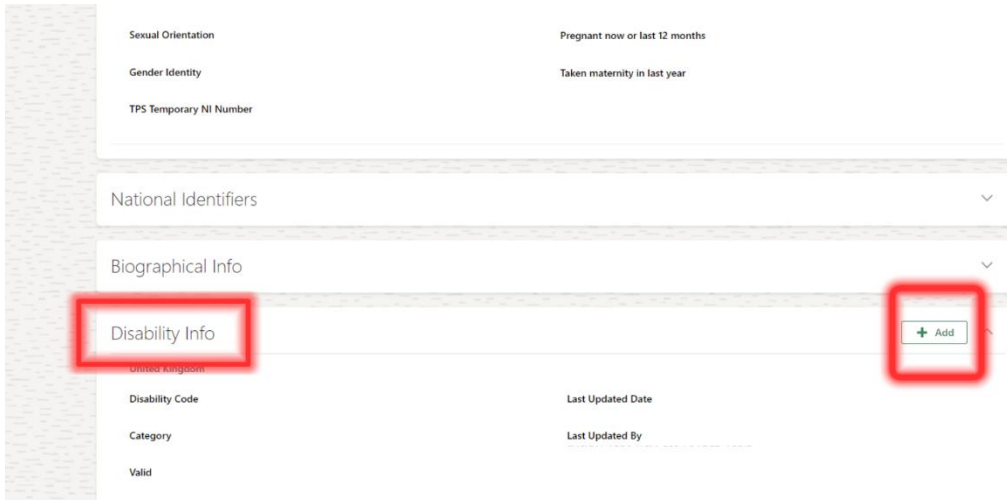 Sexual Orientation
Pregnant now or last 12 months
Gender Identity
Taken maternity in last year
TPS Temporary NI Number
National Identifiers
Biographical Info
Disability Info
+ Add
United Kingdom
Disability Code
Last Updated Date
Category
Last Updated By
Valid